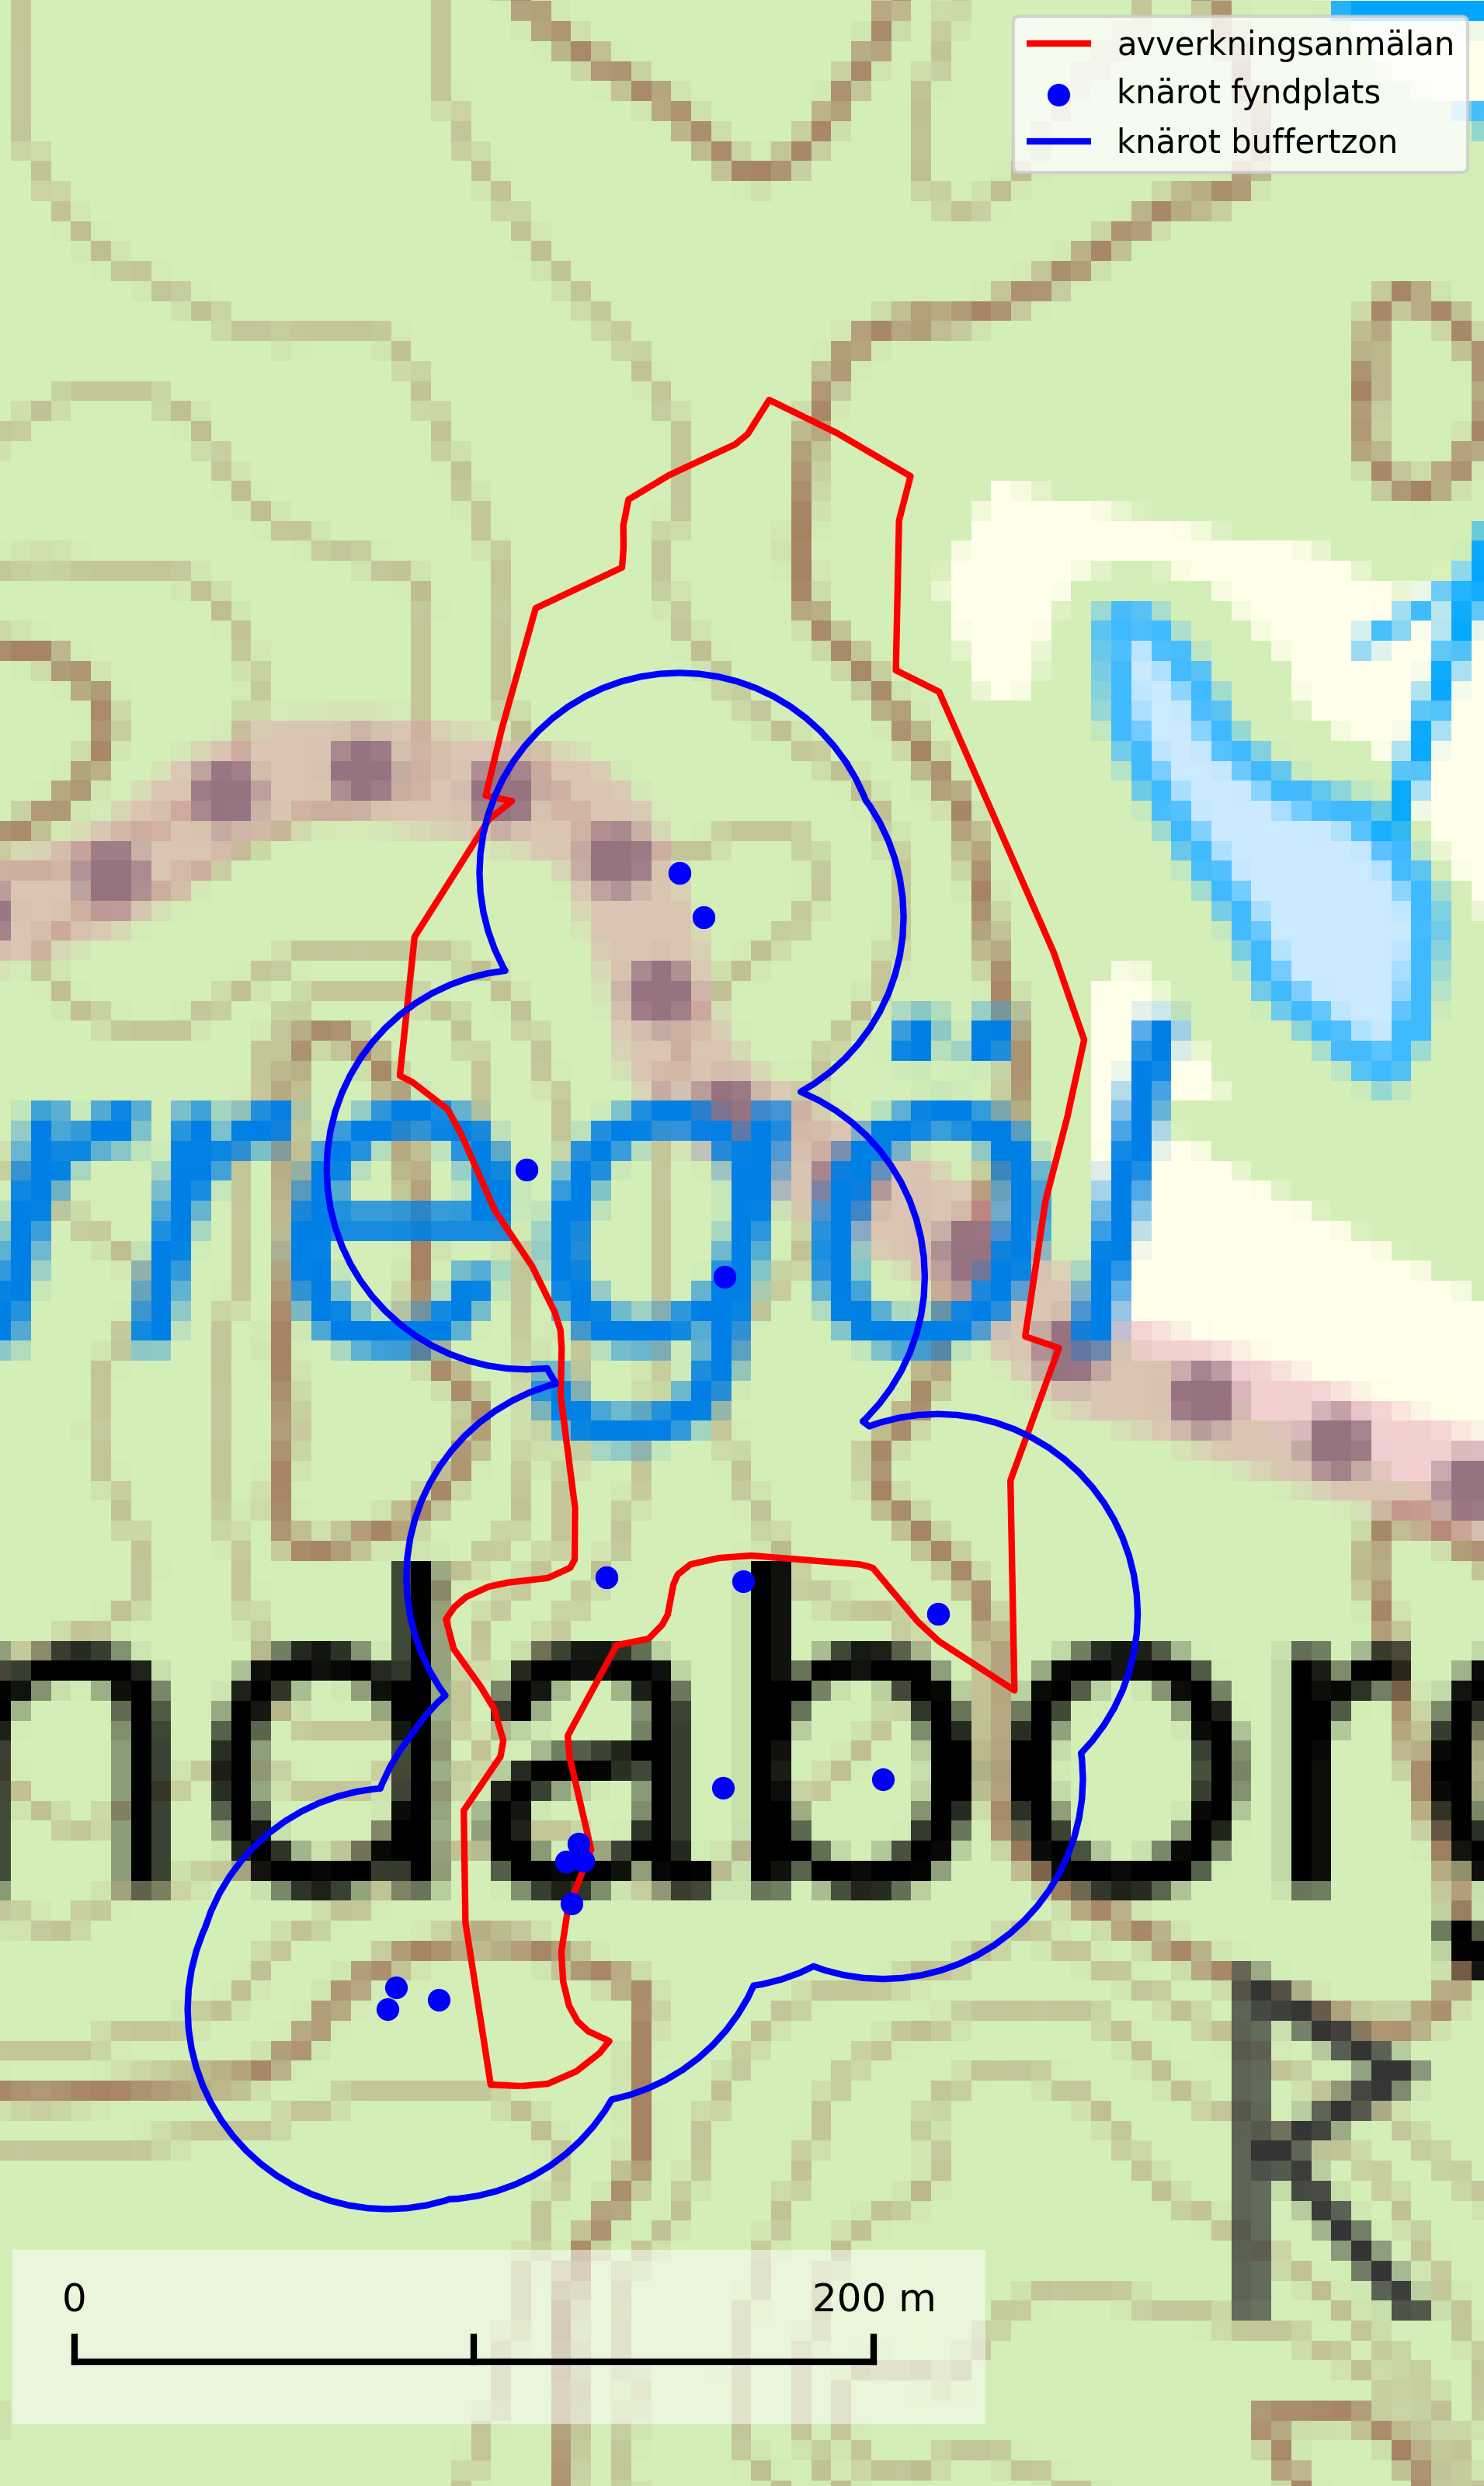 avverkningsanmälan
knärot fyndplats
knärot buffertzon
0 200 m